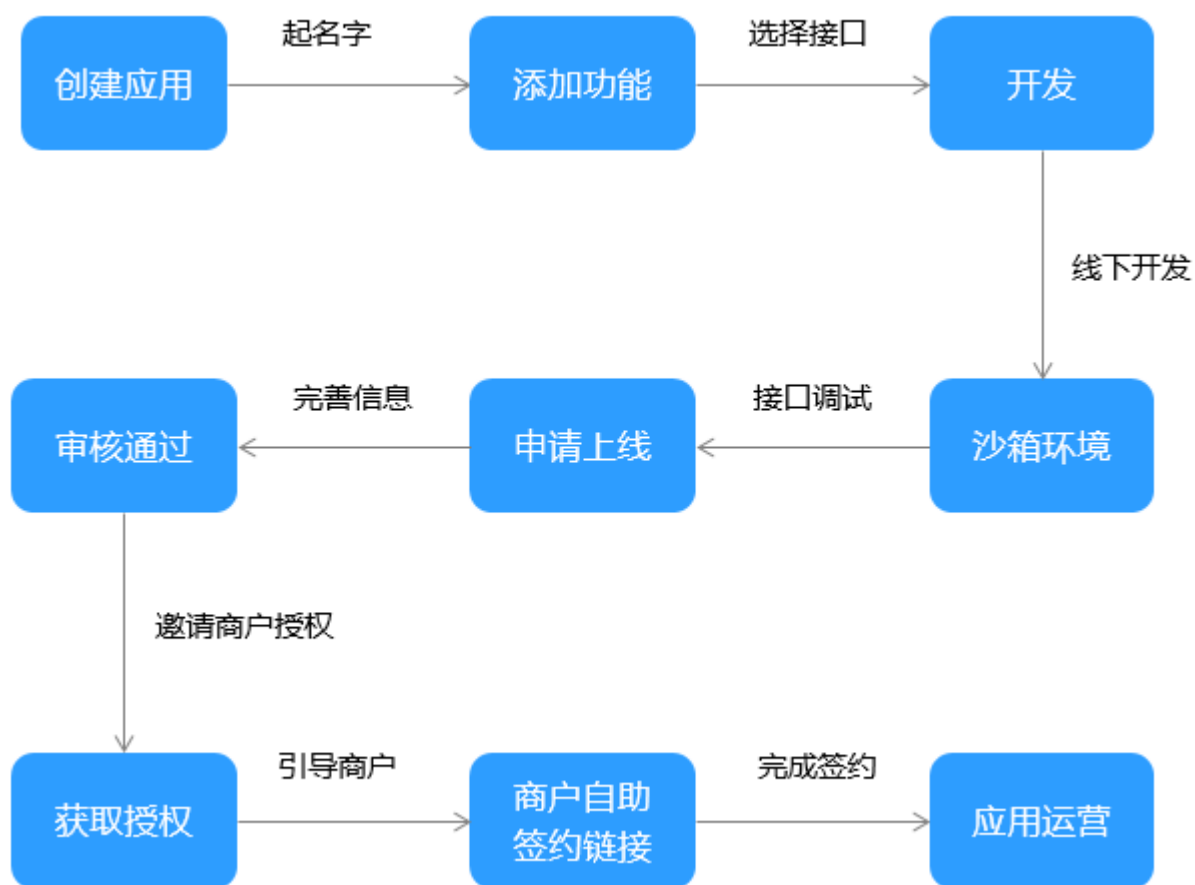 起名字
选择接口
创建应用
添加功能
开发
线下开发
完善信息
接口调试
审核通过
申请上线
沙箱环境
邀请商户授权
引导商户
完成签约
获取授权
商户自助
签约链接
应用运营